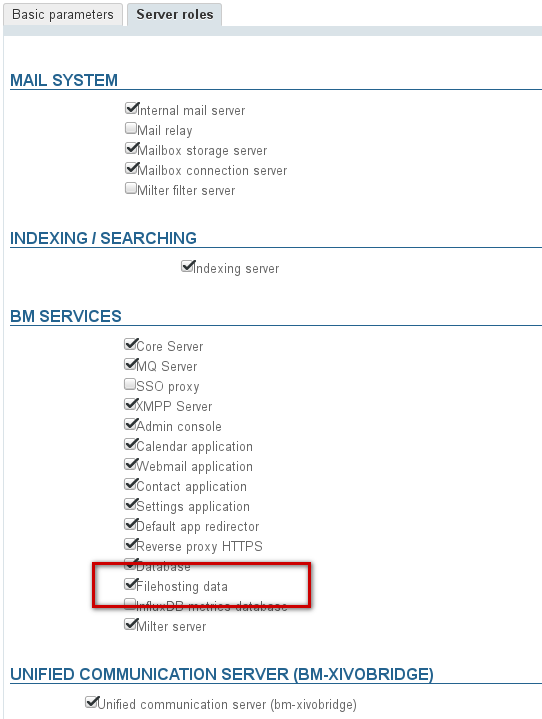 Basic parameters Server roles
MAIL SYSTEM
Internal mail server
Mail relay
Mailbox storage server
Mailbox connection server
Milter filter server
INDEXING / SEARCHING
Indexing server
BM SERVICES
Core Server
MQ Server
SSO proxy
XMPP Server
Admin console
Calendar application
Webmail application
Contact application
Settings application
Default app redirector
Reverse proxy HTTPS
Database
Filehosting data
InfluxDB metrics database
Milter server
UNIFIED COMMUNICATION SERVER (BM-XIVOBRIDGE)
Unified communication server (bm-xivobridge)